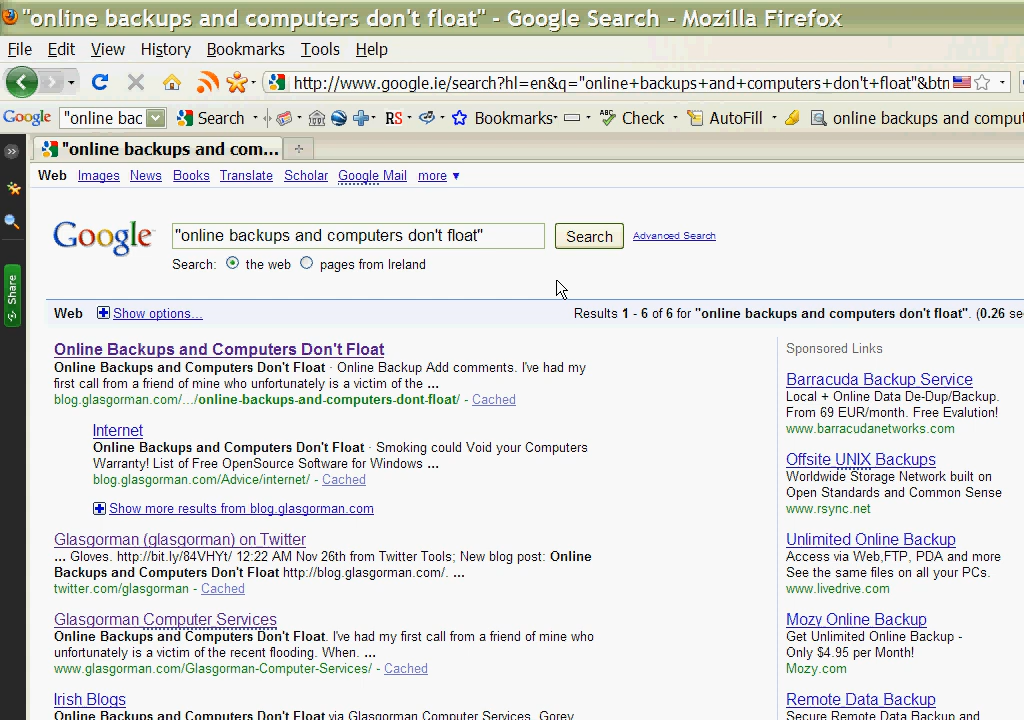 "online backups and computers don't float" - Google Search - Mozilla Firefox
File Edit View History Bookmarks Tools Help
http://www.google.ie/search?hl=en&q="online+backups+and+computers+don't+float"&btn
Google "online bac Search RS Bookmarks ABC Check AutoFill online backups and comput
"online backups and com...
Web Images News Books Translate Scholar Google Mail more ▼
Google "online backups and computers don't float" Search Advanced Search
Search: the web pages from Ireland
Share
Web Show options... Results 1 - 6 of 6 for "online backups and computers don't float". (0.26 se
Online Backups and Computers Don't Float
Online Backups and Computers Don't Float · Online Backup Add comments. I've had my
first call from a friend of mine who unfortunately is a victim of the ...
blog.glasgorman.com/.../online-backups-and-computers-dont-float/ - Cached
Internet
Online Backups and Computers Don't Float · Smoking could Void your Computers
Warranty! List of Free OpenSource Software for Windows ...
blog.glasgorman.com/Advice/internet/ - Cached
Show more results from blog.glasgorman.com
Glasgorman (glasgorman) on Twitter
... Gloves. http://bit.ly/84VHYt/ 12:22 AM Nov 26th from Twitter Tools; New blog post: Online
Backups and Computers Don't Float http://blog.glasgorman.com/. ...
twitter.com/glasgorman - Cached
Glasgorman Computer Services
Online Backups and Computers Don't Float. I've had my first call from a friend of mine who
unfortunately is a victim of the recent flooding. When. ...
www.glasgorman.com/Glasgorman-Computer-Services/ - Cached
Irish Blogs
Online Backups and Computers Don't Float via Glasgorman Computer Services, Gorey
Sponsored Links
Barracuda Backup Service
Local + Online Data De-Dup/Backup.
From 69 EUR/month. Free Evalution!
www.barracudanetworks.com
Offsite UNIX Backups
Worldwide Storage Network built on
Open Standards and Common Sense
www.rsync.net
Unlimited Online Backup
Access via Web,FTP, PDA and more
See the same files on all your PCs.
www.livedrive.com
Mozy Online Backup
Get Unlimited Online Backup -
Only $4.95 per Month!
Mozy.com
Remote Data Backup
Secure Remote Data Backup and